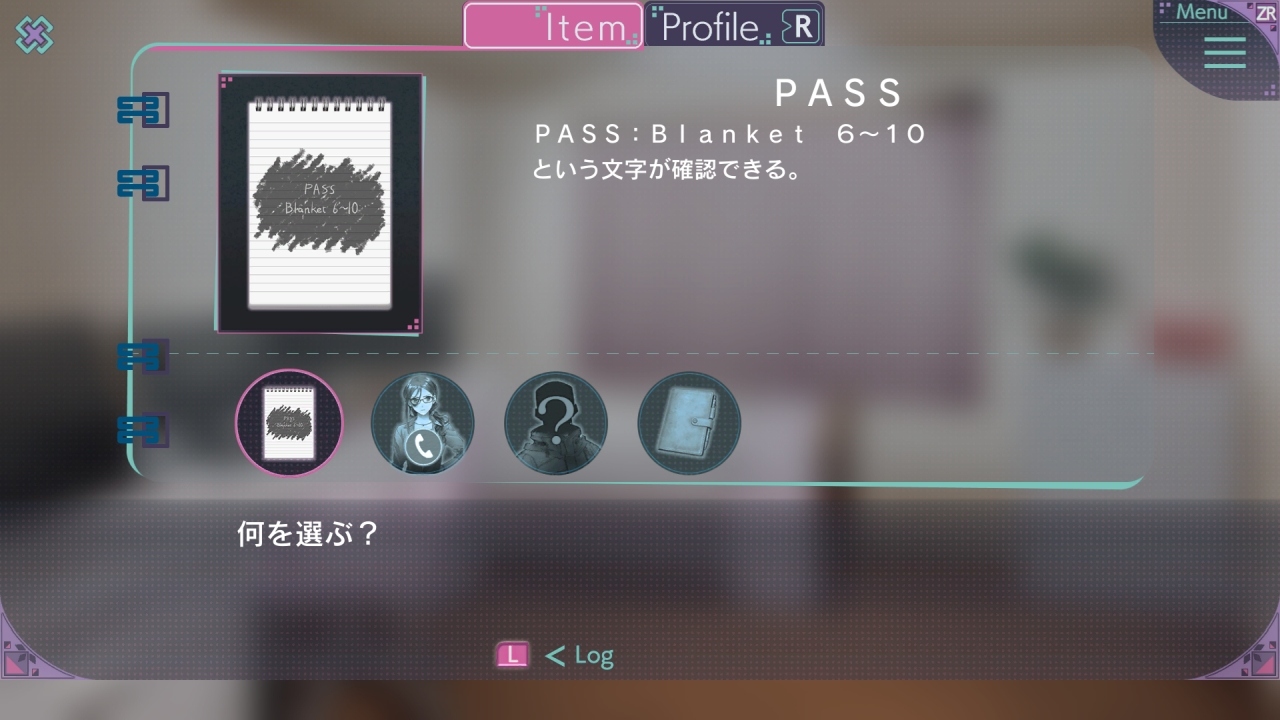 Item
Profile
R
Menu
ZR
PASS
PASS:Blanket 6~10
という文字が確認できる。
PASS
Blanket 6~10
何を選ぶ?
L < Log